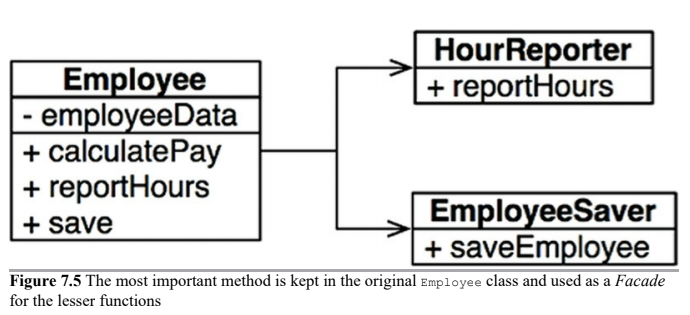 Employee
- employeeData
+ calculatePay
+ reportHours
+ save
HourReporter
+ reportHours
EmployeeSaver
+ saveEmployee
Figure 7.5 The most important method is kept in the original Employee class and used as a Facade
for the lesser functions